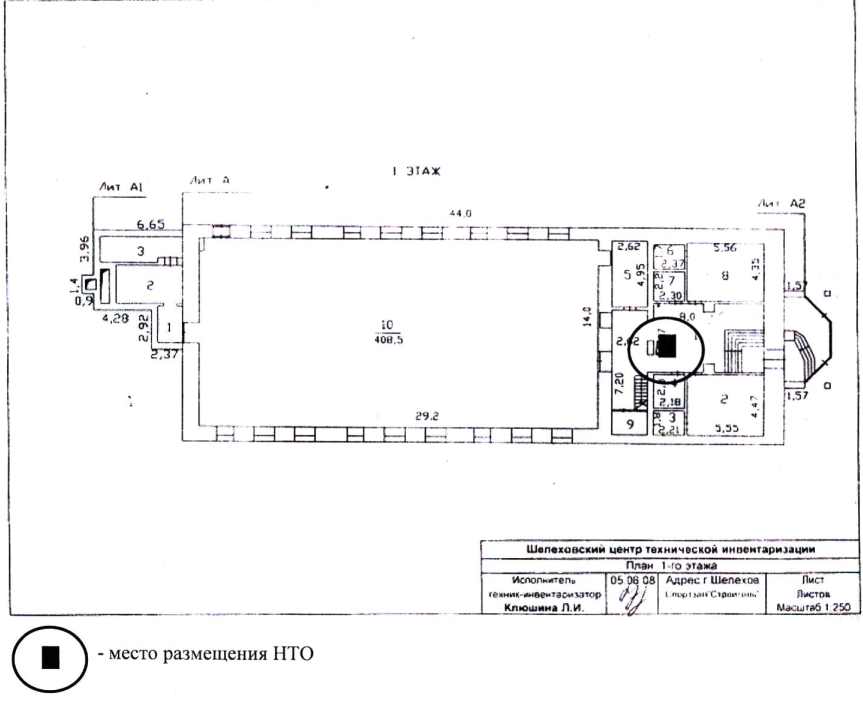 I ЭТАЖ
Лит А1
Лит А
Лит А2
44,0
6,65
3,96
3
2
1,4
0,9
4,28
2,92
1
2,37
10
408,5
14,0
29,2
2,62
5
4,95
6
2,37
7
2,30
5,56
8
4,35
8,0
2,62
7,20
9
2,18
3
2,21
2
4,47
5,55
1,57
1,57
Шелеховский центр технической инвентаризации
План 1-го этажа
Исполнитель
техник-инвентаризатор
Клюшина Л.И.
05 06 08
Адрес г Шелехов
Спортзал "Строитель"
Лист
Листов
Масштаб 1:250
- место размещения НТО